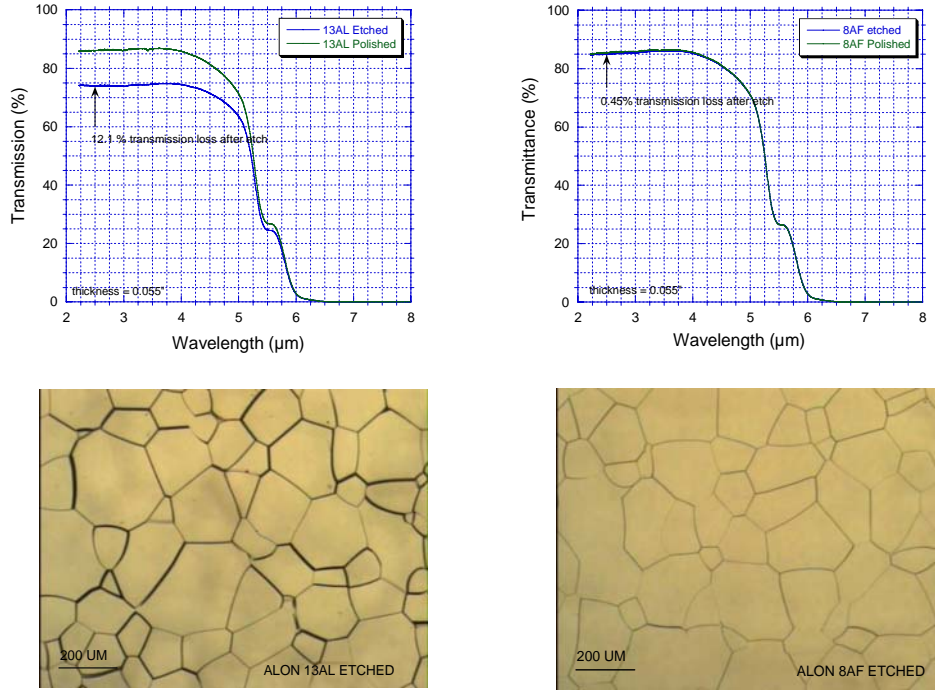 13AL Etched
13AL Polished
100
80
60
40
20
0
Transmission (%)
12.1 % transmission loss after etch
thickness = 0.055"
2 3 4 5 6 7 8
Wavelength (µm)
8AF etched
8AF Polished
100
80
60
40
20
0
Transmittance (%)
0.45% transmission loss after etch
thickness = 0.055"
2 3 4 5 6 7 8
Wavelength (µm)
200 UM
ALON 13AL ETCHED
200 UM
ALON 8AF ETCHED